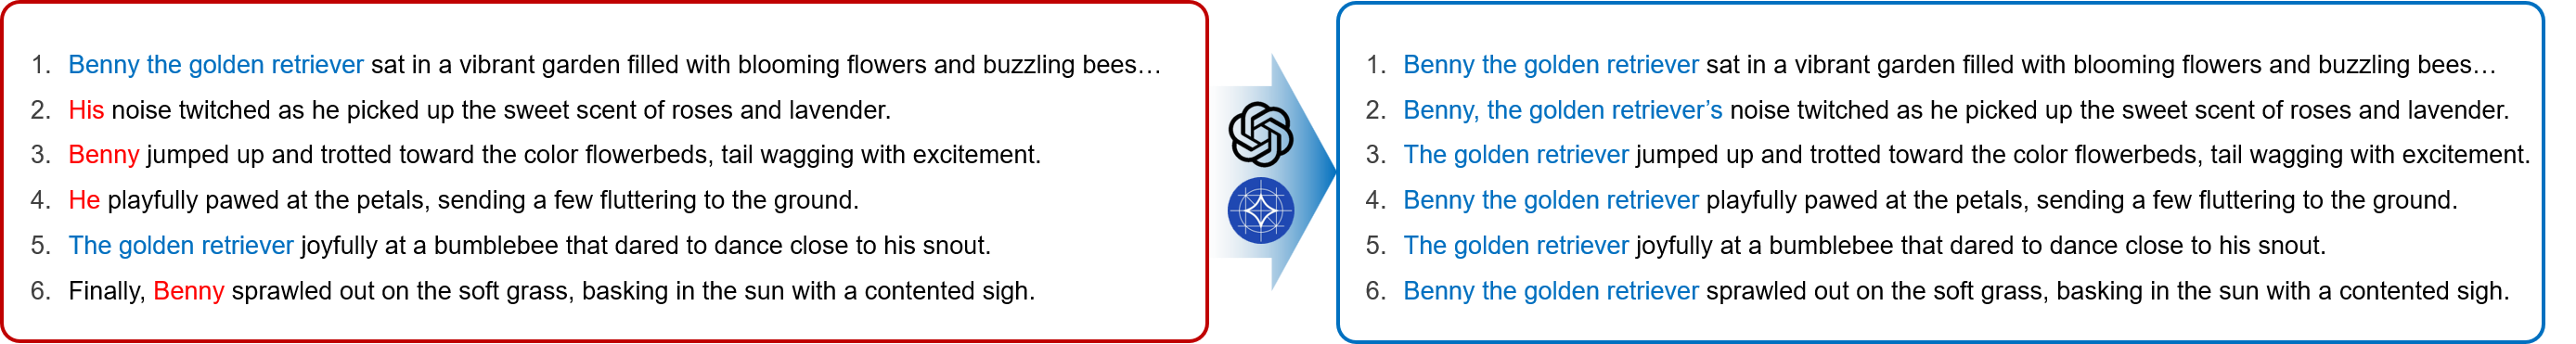 1. Benny the golden retriever sat in a vibrant garden filled with blooming flowers and buzzling bees…
2. His noise twitched as he picked up the sweet scent of roses and lavender.
3. Benny jumped up and trotted toward the color flowerbeds, tail wagging with excitement.
4. He playfully pawed at the petals, sending a few fluttering to the ground.
5. The golden retriever joyfully at a bumblebee that dared to dance close to his snout.
6. Finally, Benny sprawled out on the soft grass, basking in the sun with a contented sigh.
1. Benny the golden retriever sat in a vibrant garden filled with blooming flowers and buzzling bees…
2. Benny, the golden retriever’s noise twitched as he picked up the sweet scent of roses and lavender.
3. The golden retriever jumped up and trotted toward the color flowerbeds, tail wagging with excitement.
4. Benny the golden retriever playfully pawed at the petals, sending a few fluttering to the ground.
5. The golden retriever joyfully at a bumblebee that dared to dance close to his snout.
6. Benny the golden retriever sprawled out on the soft grass, basking in the sun with a contented sigh.